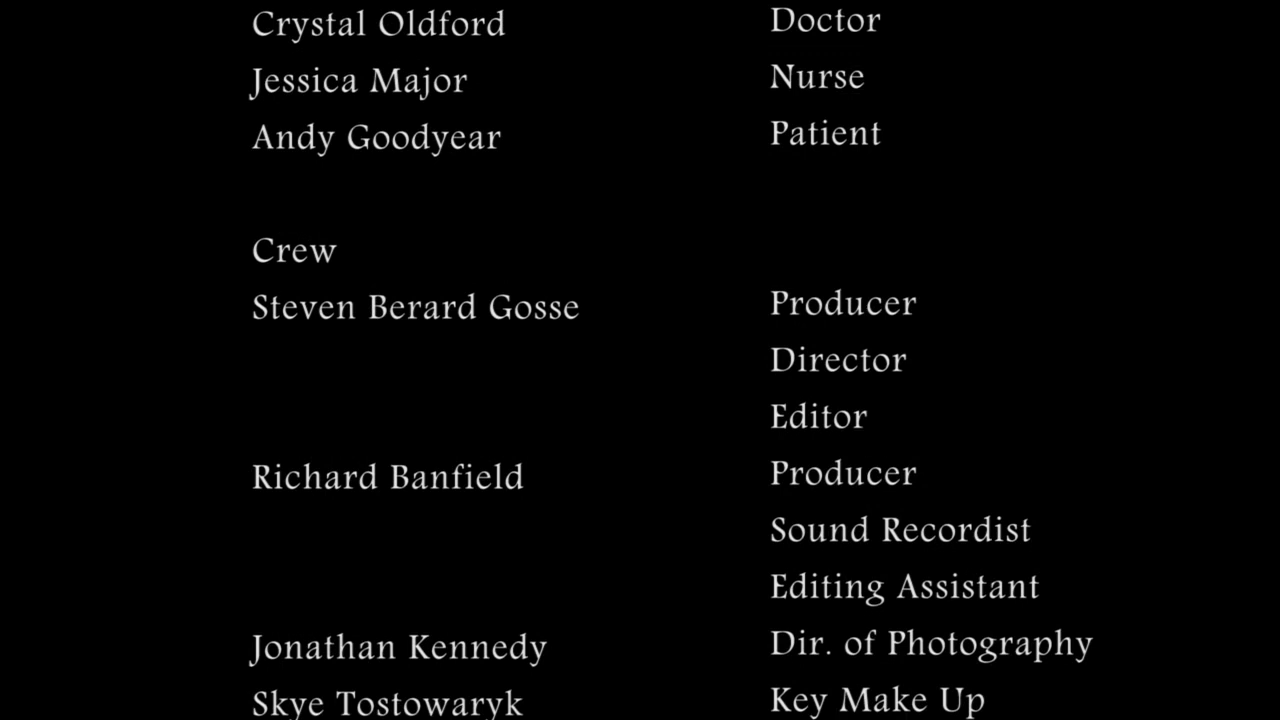 Crystal Oldford Doctor
Jessica Major Nurse
Andy Goodyear Patient
Crew
Steven Berard Gosse Producer
Director
Editor
Richard Banfield Producer
Sound Recordist
Editing Assistant
Jonathan Kennedy Dir. of Photography
Skye Tostowaryk Key Make Up